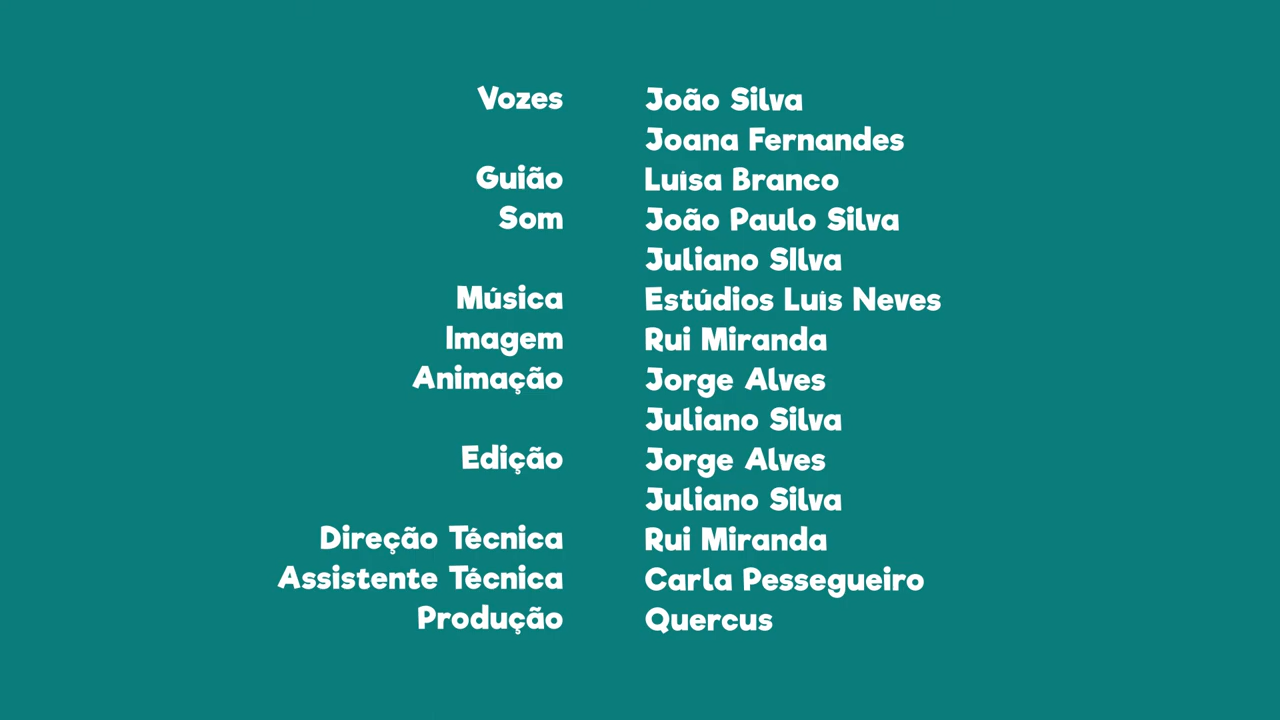 Vozes João Silva
Joana Fernandes
Guião Luísa Branco
Som João Paulo Silva
Juliano SIlva
Música Estúdios Luís Neves
Imagem Rui Miranda
Animação Jorge Alves
Juliano Silva
Edição Jorge Alves
Juliano Silva
Direção Técnica Rui Miranda
Assistente Técnica Carla Pessegueiro
Produção Quercus